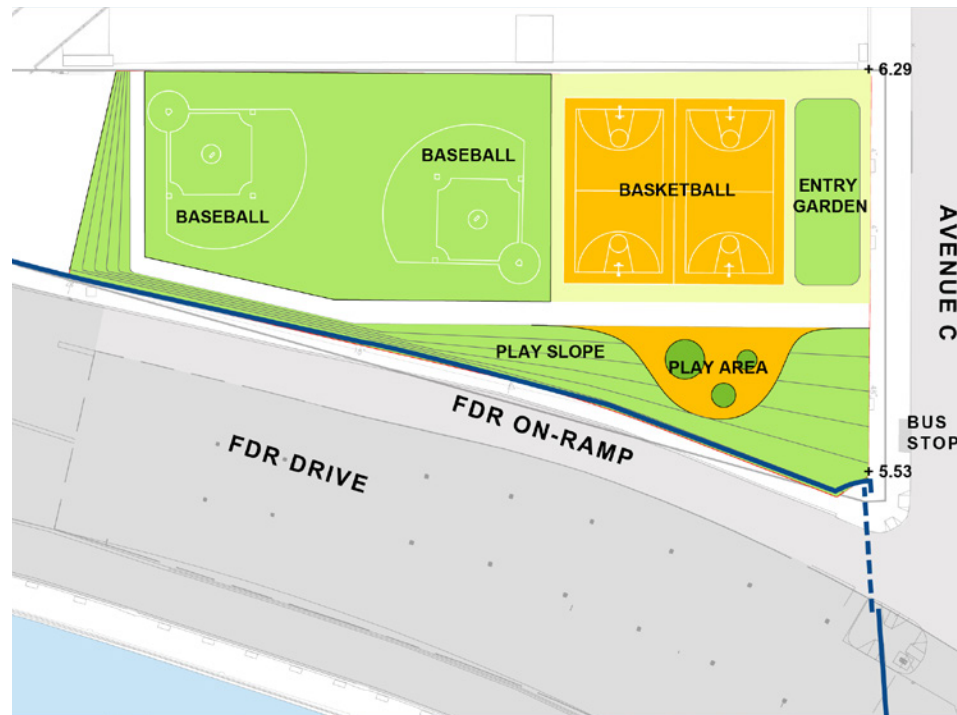 + 6.29
BASEBALL
BASEBALL
BASKETBALL
ENTRY
GARDEN
AVENUE C
PLAY SLOPE
PLAY AREA
FDR ON-RAMP
FDR DRIVE
BUS
STOP
+ 5.53